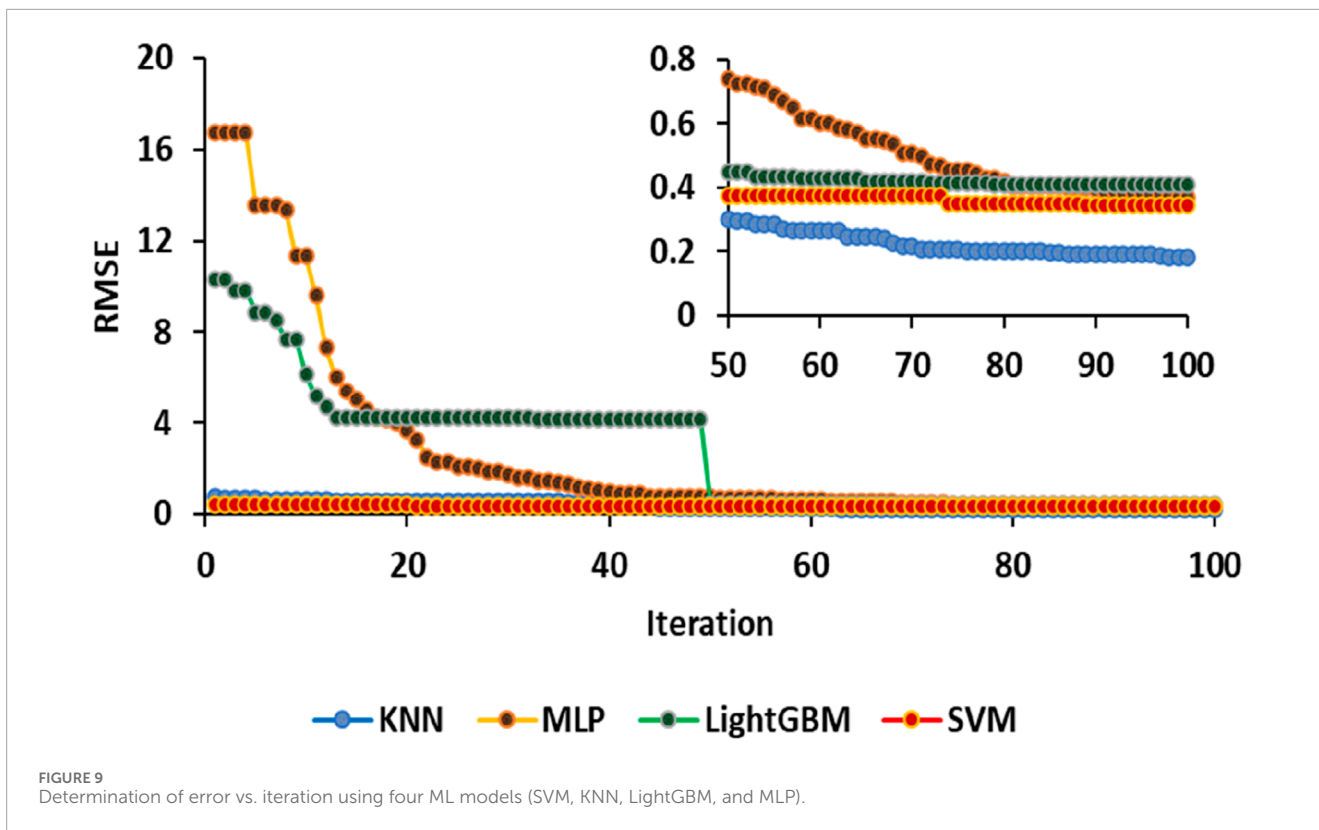 20
16
12
8
4
0
RMSE
0 20 40 60 80 100
Iteration
0.8
0.6
0.4
0.2
0
50 60 70 80 90 100
KNN MLP LightGBM SVM
FIGURE 9
Determination of error vs. iteration using four ML models (SVM, KNN, LightGBM, and MLP).